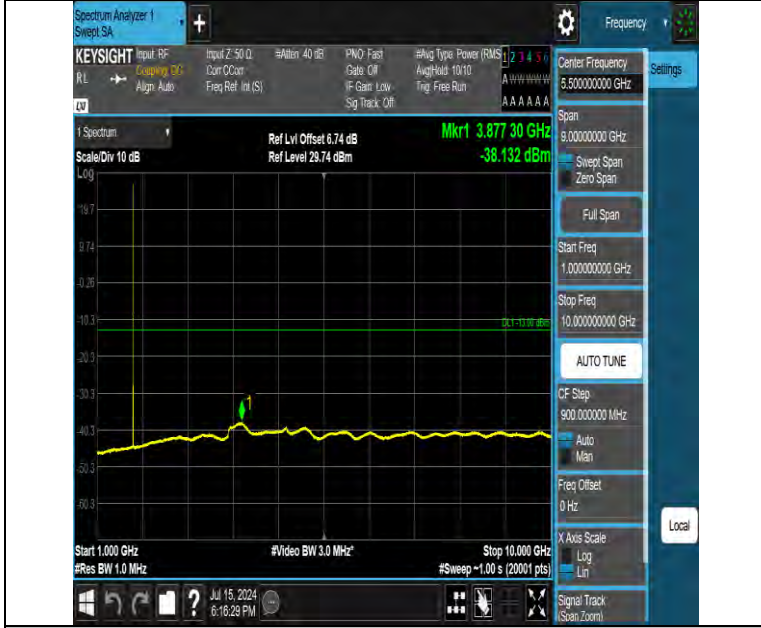 Spectrum Analyzer 1
Swept SA
+
Frequency
KEYSIGHT
RL
LXI
Input: RF
Coupling: DC
Align: Auto
Input Z: 50 Ω
Corr CCorr
Freq Ref: Int (S)
#Atten: 40 dB
PNO: Fast
Gate: Off
IF Gain: Low
Sig Track: Off
#Avg Type: Power (RMS
Avg|Hold: 10/10
Trig: Free Run
1 2 3 4 5 6
A W W W W W
A A A A A A
Center Frequency
5.500000000 GHz
Settings
1 Spectrum
Scale/Div 10 dB
Log
Ref Lvl Offset 6.74 dB
Ref Level 29.74 dBm
Mkr1 3.877 30 GHz
-38.132 dBm
Span
9.00000000 GHz
Swept Span
Zero Span
Full Span
19.7
9.74
-0.26
-10.3
-20.3
-30.3
-40.3
-50.3
-60.3
DL1 -13.00 dBm
1
Start Freq
1.000000000 GHz
Stop Freq
10.000000000 GHz
AUTO TUNE
CF Step
900.000000 MHz
Auto
Man
Freq Offset
0 Hz
Local
X Axis Scale
Log
Lin
Signal Track
(Span Zoom)
Start 1.000 GHz
#Res BW 1.0 MHz
#Video BW 3.0 MHz*
Stop 10.000 GHz
#Sweep ~1.00 s (20001 pts)
?
Jul 15, 2024
6:16:29 PM